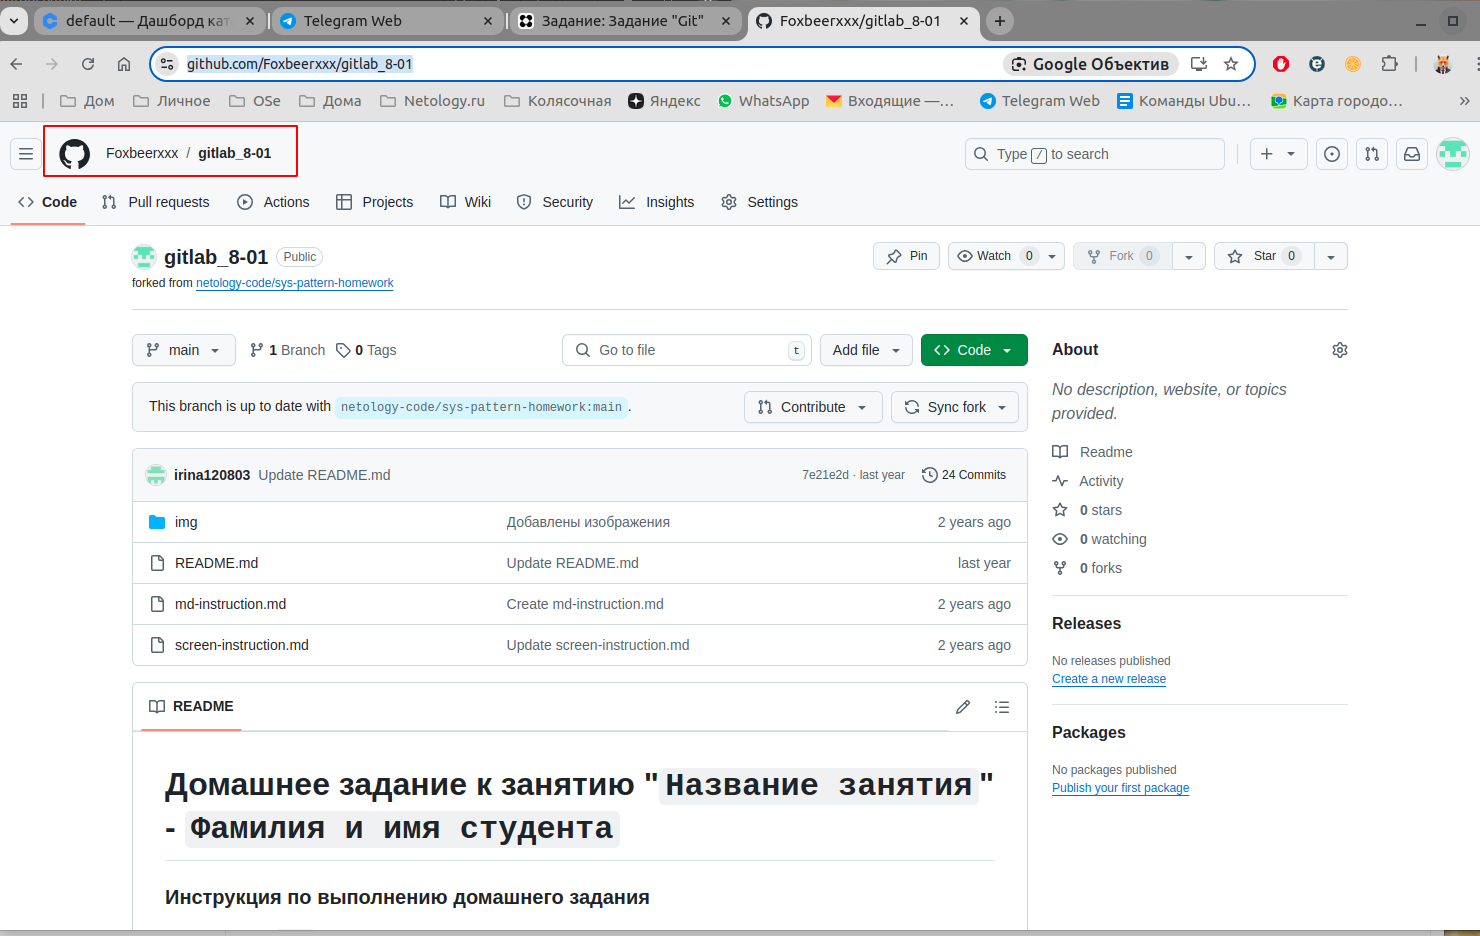 default — Дашборд кат
Telegram Web
Задание: Задание "Git"
Foxbeerxxx/gitlab_8-01
github.com/Foxbeerxxx/gitlab_8-01
Google Объектив
Дом
Личное
OSe
Дома
Netology.ru
Колясочная
Яндекс
WhatsApp
Входящие —…
Telegram Web
Команды Ubu…
Карта городо…
Foxbeerxxx / gitlab_8-01
Type / to search
Code
Pull requests
Actions
Projects
Wiki
Security
Insights
Settings
gitlab_8-01 Public
Pin
Watch 0
Fork 0
Star 0
forked from netology-code/sys-pattern-homework
main
1 Branch
0 Tags
Go to file t
Add file
Code
This branch is up to date with netology-code/sys-pattern-homework:main.
Contribute
Sync fork
irina120803 Update README.md 7e21e2d · last year 24 Commits
img Добавлены изображения 2 years ago
README.md Update README.md last year
md-instruction.md Create md-instruction.md 2 years ago
screen-instruction.md Update screen-instruction.md 2 years ago
README
Домашнее задание к занятию "Название занятия"
- Фамилия и имя студента
Инструкция по выполнению домашнего задания
About
No description, website, or topics
provided.
Readme
Activity
0 stars
0 watching
0 forks
Releases
No releases published
Create a new release
Packages
No packages published
Publish your first package